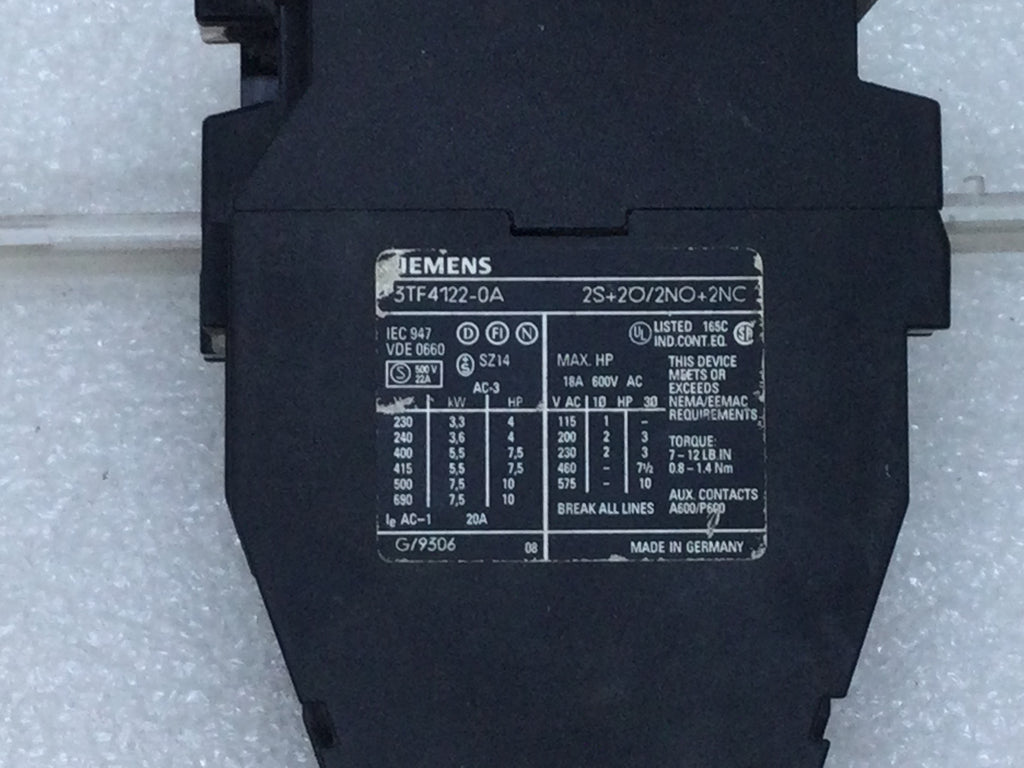 SIEMENS
3TF4122-0A 2S+2O/2NO+2NC
IEC 947 D FI N
VDE 0660
S 500 V
22A
SZ14
AC-3
kW HP
230 3,3 4
240 3,6 4
400 5,5 7,5
415 5,5 7,5
500 7,5 10
690 7,5 10
Ie AC-1 20A
G/9306 08
UL LISTED 165C
IND.CONT.EQ.
MAX. HP
18A 600V AC
V AC 1Ø HP 3Ø
115 1 –
200 2 3
230 2 3
460 – 7½
575 – 10
BREAK ALL LINES
THIS DEVICE
MEETS OR
EXCEEDS
NEMA/EEMAC
REQUIREMENTS.
TORQUE:
7–12 LB.IN
0.8–1.4 Nm
AUX. CONTACTS
A600/P600
MADE IN GERMANY